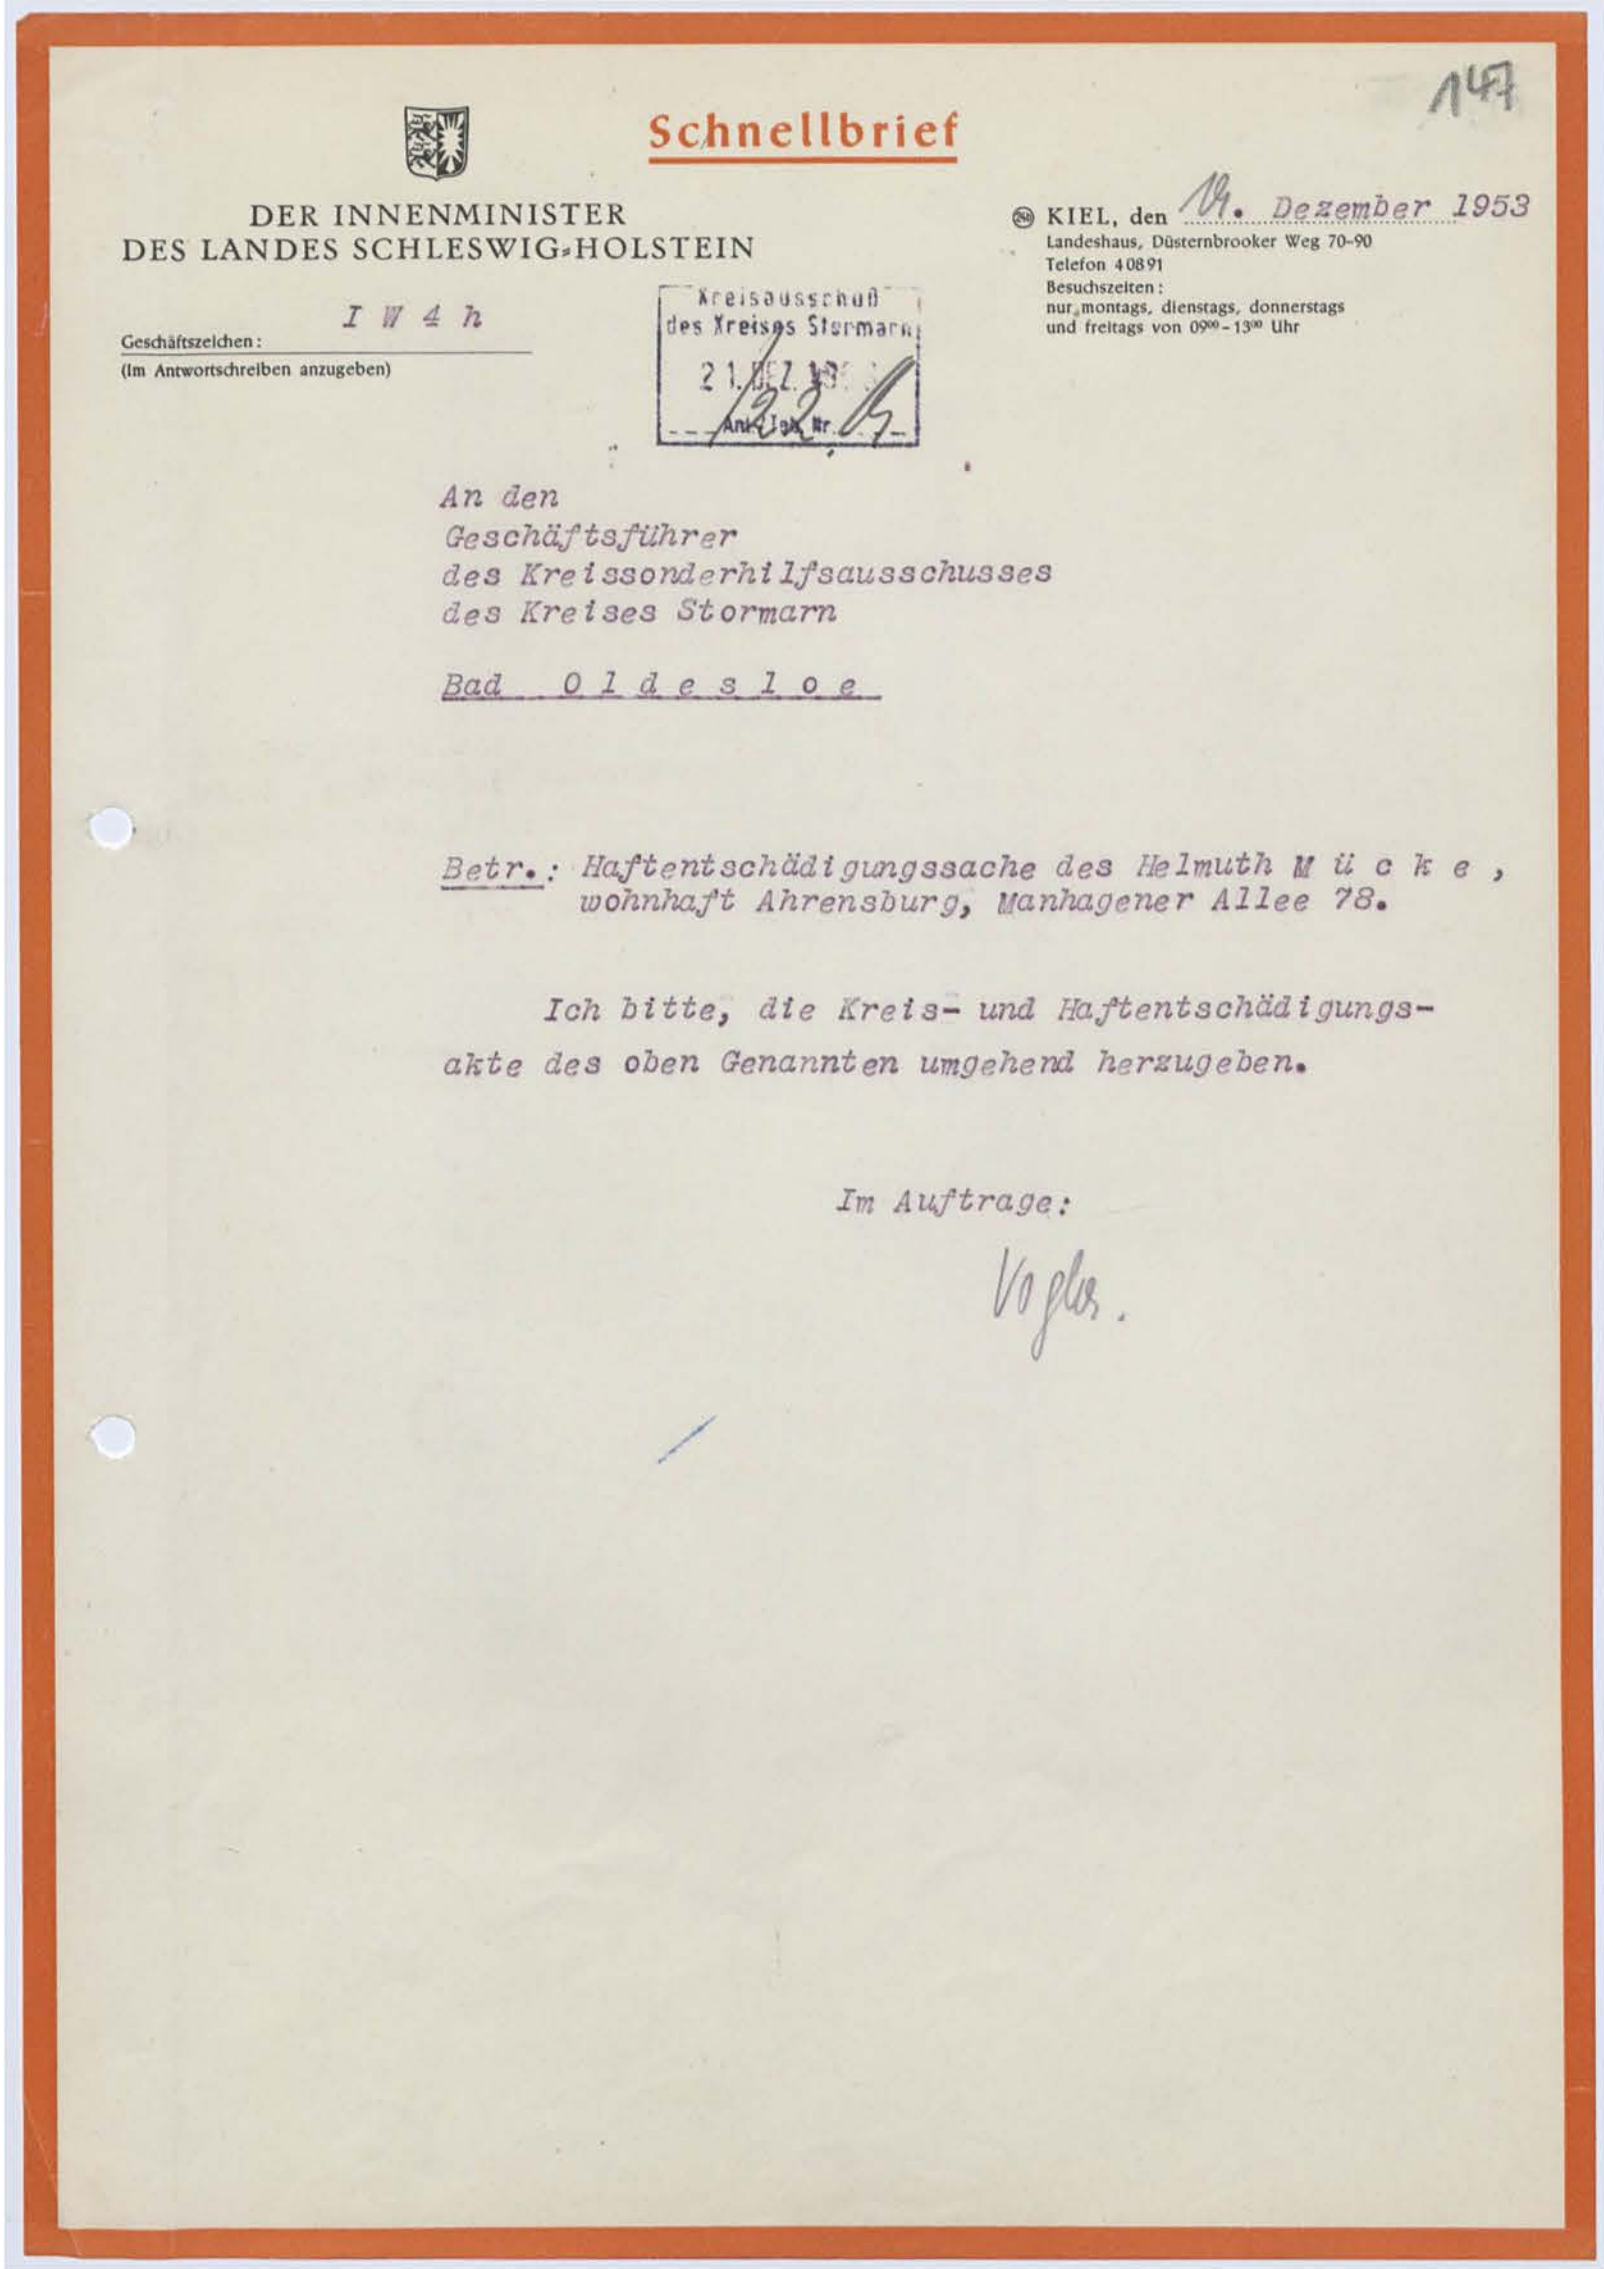 147
Schnellbrief
DER INNENMINISTER
DES LANDES SCHLESWIG-HOLSTEIN
I W 4 h
Geschäftszeichen:
(Im Antwortschreiben anzugeben)
KIEL, den . Dezember 1953
Landeshaus, Düsternbrooker Weg 70-90
Telefon 40891
Besuchszeiten:
nur montags, dienstags, donnerstags
und freitags von 09⁰⁰-13⁰⁰ Uhr
Kreisausschuß
des Kreises Stormarn
21. DEZ. 195
An den
Geschäftsführer
des Kreissonderhilfsausschusses
des Kreises Stormarn
Bad O l d e s l o e
Betr.: Haftentschädigungssache des Helmuth M ü c k e ,
wohnhaft Ahrensburg, Manhagener Allee 78.
Ich bitte, die Kreis- und Haftentschädigungs-
akte des oben Genannten umgehend herzugeben.
Im Auftrage:
Vogler.